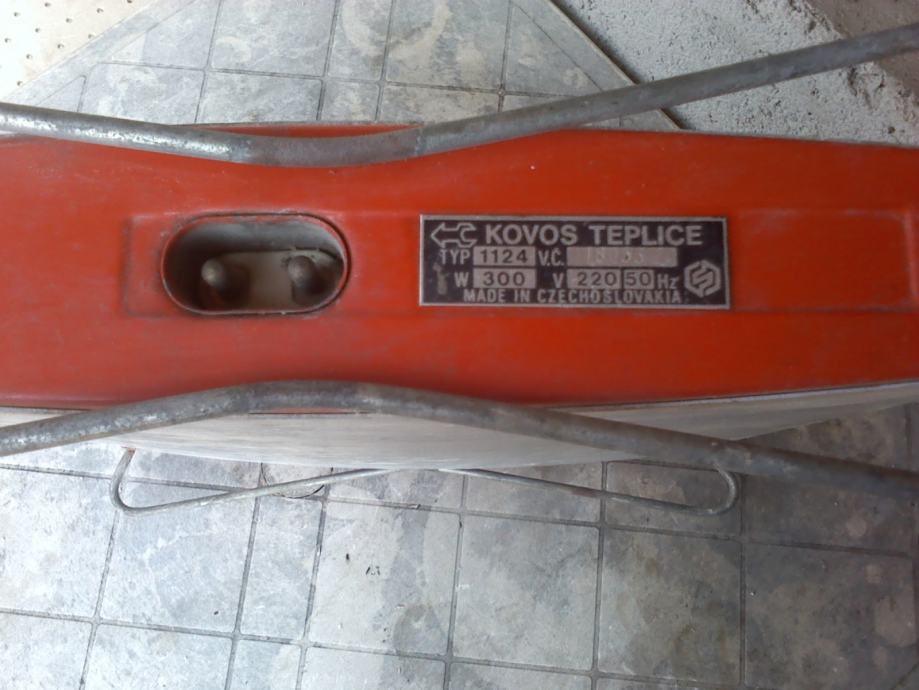 KOVOS TEPLICE
TYP 1124 V.C.
W 300 V 220 50 Hz
MADE IN CZECHOSLOVAKIA